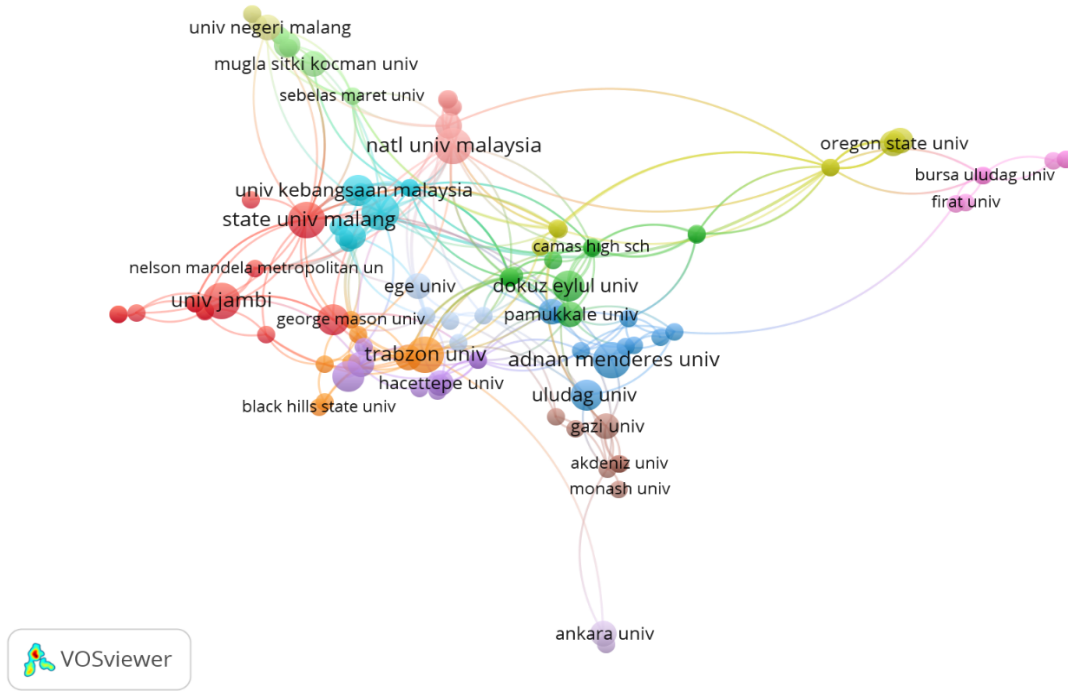 univ negeri malang
mugla sitki kocman univ
sebelas maret univ
natl univ malaysia
oregon state univ
bursa uludag univ
firat univ
univ kebangsaan malaysia
state univ malang
camas high sch
nelson mandela metropolitan un
ege univ
dokuz eylul univ
univ jambi
george mason univ
pamukkale univ
trabzon univ
adnan menderes univ
hacettepe univ
uludag univ
black hills state univ
gazi univ
akdeniz univ
monash univ
ankara univ
VOSviewer